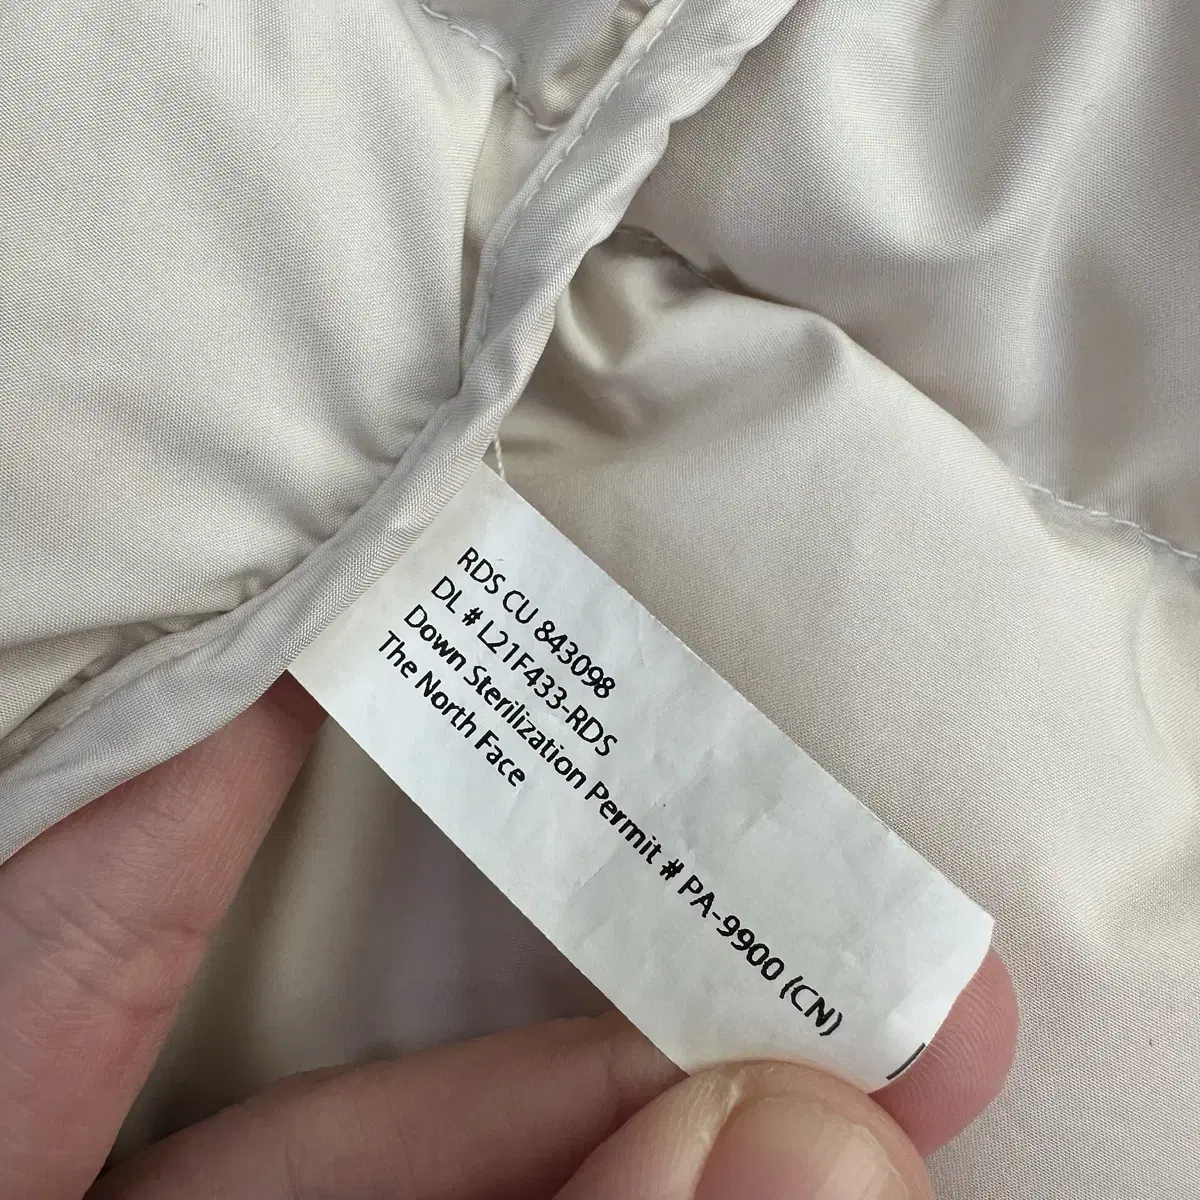 RDS CU 843098
DL # L21F433-RDS
Down Sterilization Permit # PA-9900 (CN)
The North Face